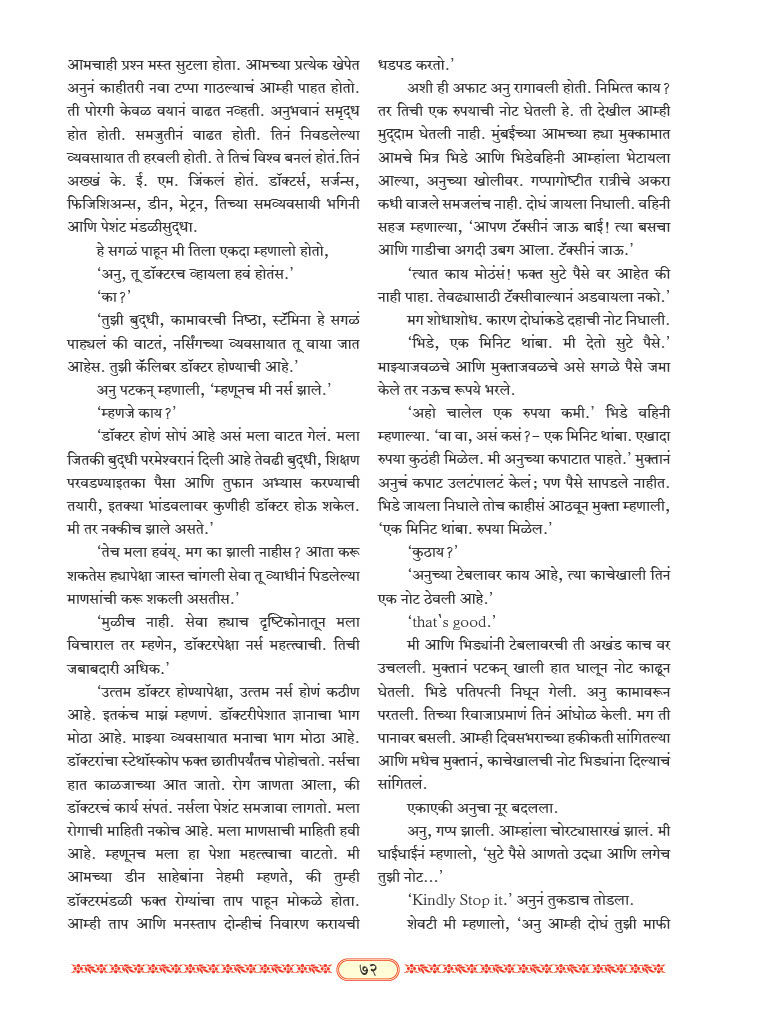 आमचाही प्रश्न मस्त सुटला होता. आमच्या प्रत्येक खेपेत
अनुनं काहीतरी नवा टप्पा गाठल्याचं आम्ही पाहत होतो.
ती पोरगी केवळ वयानं वाढत नव्हती. अनुभवानं समृद्ध
होत होती. समजुतीनं वाढत होती. तिनं निवडलेल्या
व्यवसायात ती हरवली होती. ते तिचं विश्व बनलं होतं.तिनं
अख्खं के. ई. एम. जिंकलं होतं. डॉक्टर्स, सर्जन्स,
फिजिशिअन्स, डीन, मेट्रन, तिच्या समव्यवसायी भगिनी
आणि पेशंट मंडळीसुद्धा.
हे सगळं पाहून मी तिला एकदा म्हणालो होतो,
‘अनु, तू डॉक्टरच व्हायला हवं होतंस.’
‘का?’
‘तुझी बुद्धी, कामावरची निष्ठा, स्टॅमिना हे सगळं
पाह्यलं की वाटतं, नर्सिंगच्या व्यवसायात तू वाया जात
आहेस. तुझी कॅलिबर डॉक्टर होण्याची आहे.’
अनु पटकन् म्हणाली, ‘म्हणूनच मी नर्स झाले.’
‘म्हणजे काय?’
‘डॉक्टर होणं सोपं आहे असं मला वाटत गेलं. मला
जितकी बुद्धी परमेश्वरानं दिली आहे तेवढी बुद्धी, शिक्षण
परवडण्याइतका पैसा आणि तुफान अभ्यास करण्याची
तयारी, इतक्या भांडवलावर कुणीही डॉक्टर होऊ शकेल.
मी तर नक्कीच झाले असते.’
‘तेच मला हवंय्. मग का झाली नाहीस? आता करू
शकतेस ह्यापेक्षा जास्त चांगली सेवा तू व्याधीनं पिडलेल्या
माणसांची करू शकली असतीस.’
‘मुळीच नाही. सेवा ह्याच दृष्टिकोनातून मला
विचाराल तर म्हणेन, डॉक्टरपेक्षा नर्स महत्त्वाची. तिची
जबाबदारी अधिक.’
‘उत्तम डॉक्टर होण्यापेक्षा, उत्तम नर्स होणं कठीण
आहे. इतकंच माझं म्हणणं. डॉक्टरीपेशात ज्ञानाचा भाग
मोठा आहे. माझ्या व्यवसायात मनाचा भाग मोठा आहे.
डॉक्टरांचा स्टेथॉस्कोप फक्त छातीपर्यंतच पोहोचतो. नर्सचा
हात काळजाच्या आत जातो. रोग जाणता आला, की
डॉक्टरचं कार्य संपतं. नर्सला पेशंट समजावा लागतो. मला
रोगाची माहिती नकोच आहे. मला माणसाची माहिती हवी
आहे. म्हणूनच मला हा पेशा महत्त्वाचा वाटतो. मी
आमच्या डीन साहेबांना नेहमी म्हणते, की तुम्ही
डॉक्टरमंडळी फक्त रोग्यांचा ताप पाहून मोकळे होता.
आम्ही ताप आणि मनस्ताप दोन्हीचं निवारण करायची
धडपड करतो.’
अशी ही अफाट अनु रागावली होती. निमित्त काय?
तर तिची एक रुपयाची नोट घेतली हे. ती देखील आम्ही
मुद्दाम घेतली नाही. मुंबईच्या आमच्या ह्या मुक्कामात
आमचे मित्र भिडे आणि भिडेवहिनी आम्हांला भेटायला
आल्या, अनुच्या खोलीवर. गप्पागोष्टीत रात्रीचे अकरा
कधी वाजले समजलंच नाही. दोघं जायला निघाली. वहिनी
सहज म्हणाल्या, ‘आपण टॅक्सीनं जाऊ बाई! त्या बसचा
आणि गाडीचा अगदी उबग आला. टॅक्सीनं जाऊ.’
‘त्यात काय मोठंसं! फक्त सुटे पैसे वर आहेत की
नाही पाहा. तेवढ्यासाठी टॅक्सीवाल्यानं अडवायला नको.’
मग शोधाशोध. कारण दोघांकडे दहाची नोट निघाली.
‘भिडे, एक मिनिट थांबा. मी देतो सुटे पैसे.’
माझ्याजवळचे आणि मुक्ताजवळचे असे सगळे पैसे जमा
केले तर नऊच रूपये भरले.
‘अहो चालेल एक रुपया कमी.’ भिडे वहिनी
म्हणाल्या. ‘वा वा, असं कसं?– एक मिनिट थांबा. एखादा
रुपया कुठंही मिळेल. मी अनुच्या कपाटात पाहते.’ मुक्तानं
अनुचं कपाट उलटंपालटं केलं; पण पैसे सापडले नाहीत.
भिडे जायला निघाले तोच काहीसं आठवून मुक्ता म्हणाली,
‘एक मिनिट थांबा. रुपया मिळेल.’
‘कुठाय?’
‘अनुच्या टेबलावर काय आहे, त्या काचेखाली तिनं
एक नोट ठेवली आहे.’
‘that‛s good.’
मी आणि भिड्यांनी टेबलावरची ती अखंड काच वर
उचलली. मुक्तानं पटकन् खाली हात घालून नोट काढून
घेतली. भिडे पतिपत्नी निघून गेली. अनु कामावरून
परतली. तिच्या रिवाजाप्रमाणं तिनं आंघोळ केली. मग ती
पानावर बसली. आम्ही दिवसभराच्या हकीकती सांगितल्या
आणि मधेच मुक्तानं, काचेखालची नोट भिड्यांना दिल्याचं
सांगितलं.
एकाएकी अनुचा नूर बदलला.
अनु, गप्प झाली. आम्हांला चोरट्यासारखं झालं. मी
घाईघाईनं म्हणालो, ‘सुटे पैसे आणतो उद्या आणि लगेच
तुझी नोट...’
‘Kindly Stop it.’ अनुनं तुकडाच तोडला.
शेवटी मी म्हणालो, ‘अनु आम्ही दोघं तुझी माफी
७२